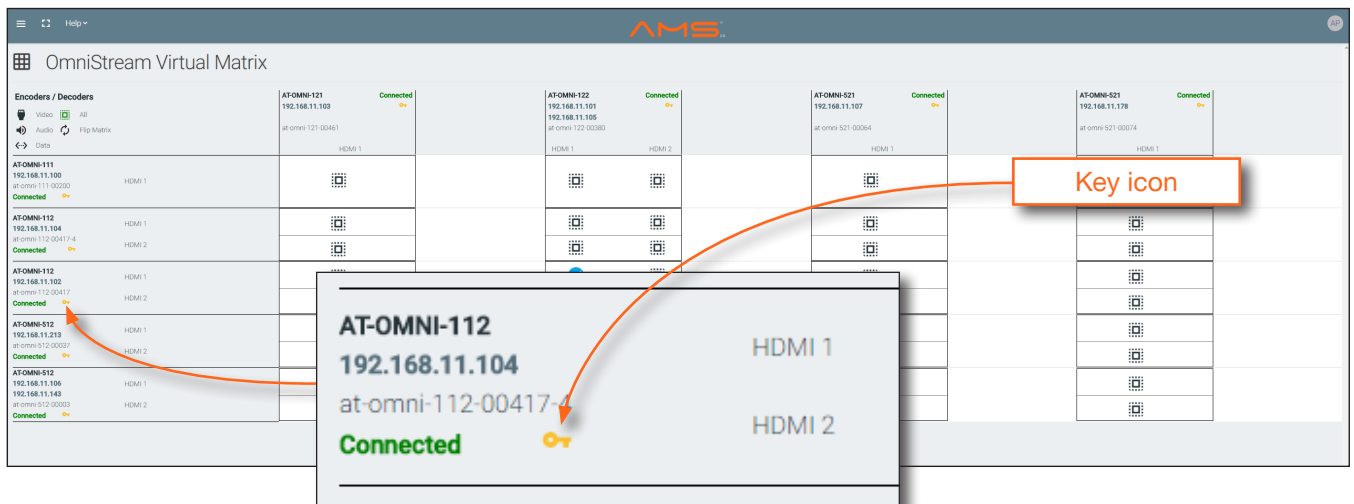 Help
AMS
AP
OmniStream Virtual Matrix
Encoders / Decoders
Video All
Audio Flip Matrix
Data
AT-OMNI-121 Connected
192.168.11.103
at-omni-121-00461
HDMI 1
AT-OMNI-122 Connected
192.168.11.101
192.168.11.105
at-omni-122-00380
HDMI 1 HDMI 2
AT-OMNI-521 Connected
192.168.11.107
at-omni-521-00064
HDMI 1
AT-OMNI-521 Connected
192.168.11.178
at-omni-521-00074
HDMI 1
AT-OMNI-111
192.168.11.100
at-omni-111-00200
Connected
HDMI 1
AT-OMNI-112
192.168.11.104
at-omni-112-00417-4
Connected
HDMI 1
HDMI 2
AT-OMNI-112
192.168.11.102
at-omni-112-00417
Connected
HDMI 1
HDMI 2
AT-OMNI-512
192.168.11.213
at-omni-512-00037
Connected
HDMI 1
HDMI 2
AT-OMNI-512
192.168.11.106
192.168.11.143
at-omni-512-00003
Connected
HDMI 1
HDMI 2
Key icon
AT-OMNI-112
192.168.11.104
at-omni-112-00417-4
Connected
HDMI 1
HDMI 2